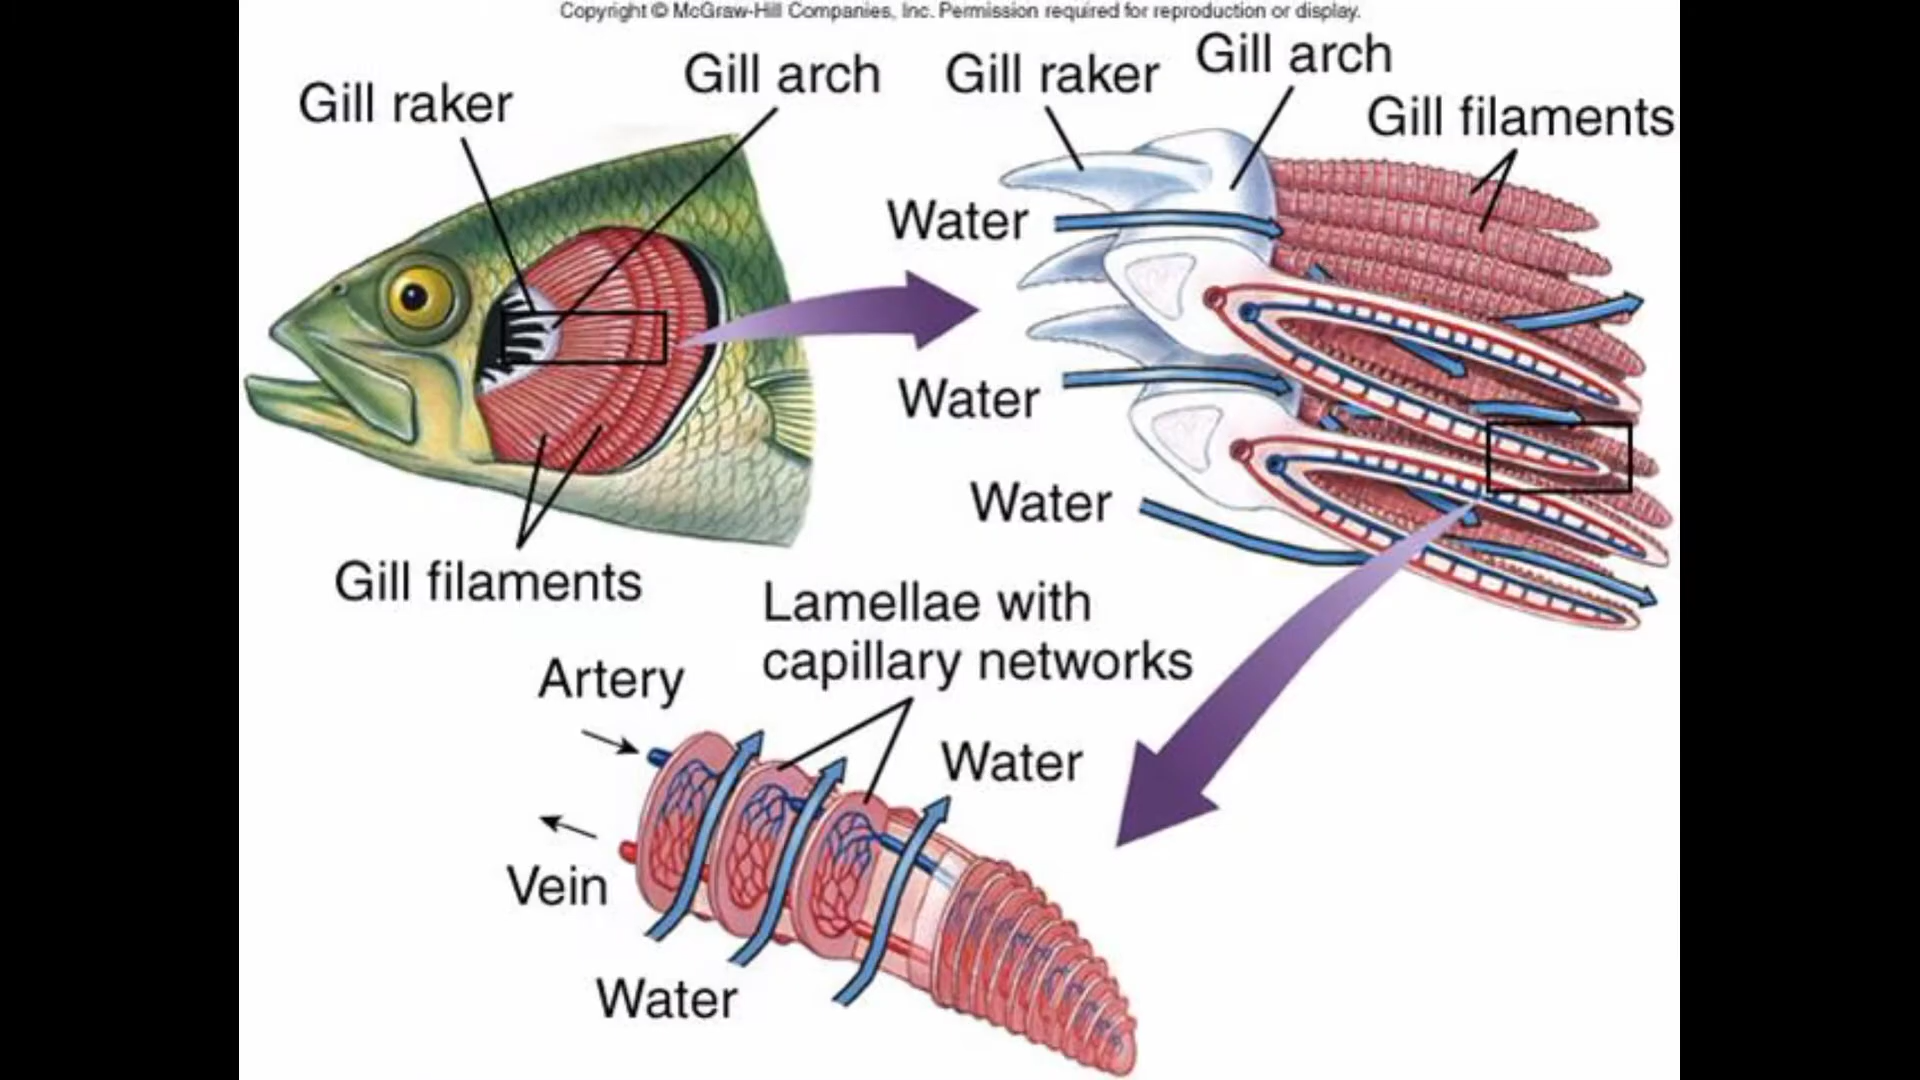 Copyright © McGraw-Hill Companies, Inc. Permission required for reproduction or display.
Gill raker
Gill arch
Gill raker
Gill arch
Gill filaments
Water
Water
Water
Gill filaments
Lamellae with
capillary networks
Artery
Water
Vein
Water